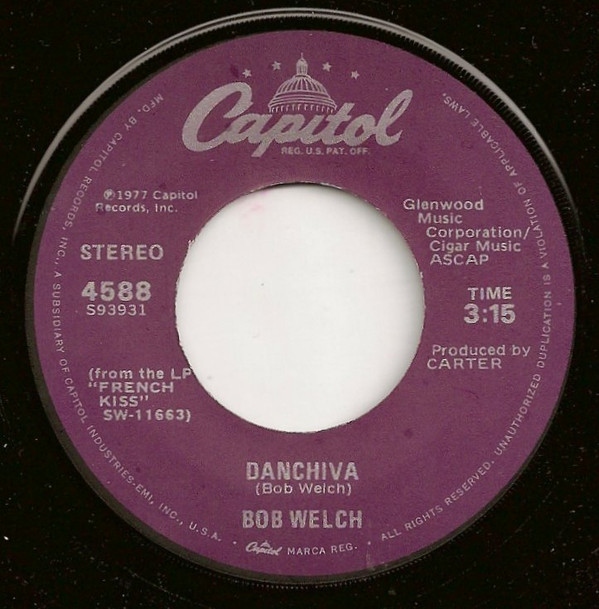 Capitol
REG. U.S. PAT. OFF.
MFD. BY CAPITOL RECORDS, INC., A SUBSIDIARY OF CAPITOL INDUSTRIES-EMI, INC., U.S.A. • Capitol MARCA REG. • ALL RIGHTS RESERVED. UNAUTHORIZED DUPLICATION IS A VIOLATION OF APPLICABLE LAWS.
℗1977 Capitol
Records, Inc.
STEREO
4588
S93931
(from the LP
"FRENCH
KISS"
SW-11663)
Glenwood
Music
Corporation/
Cigar Music
ASCAP
TIME
3:15
Produced by
CARTER
DANCHIVA
(Bob Welch)
BOB WELCH